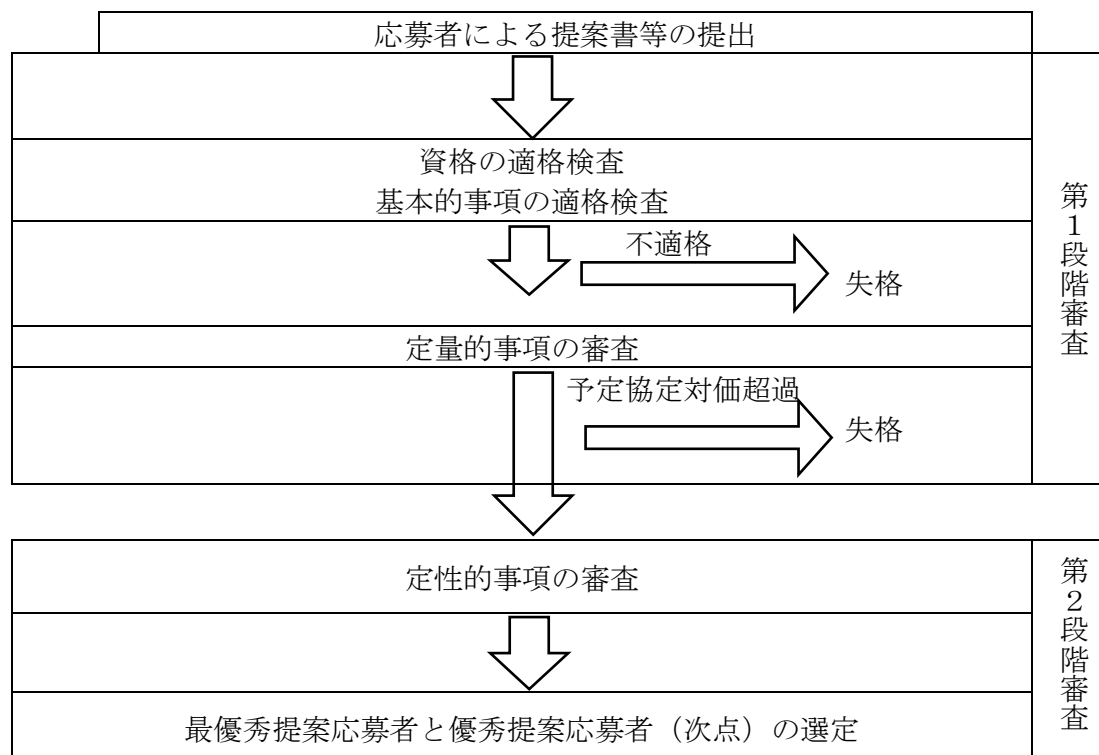 応募者による提案書等の提出
資格の適格検査
基本的事項の適格検査
不適格
失格
定量的事項の審査
予定協定対価超過
失格
第1段階審査
定性的事項の審査
最優秀提案応募者と優秀提案応募者（次点）の選定
第2段階審査